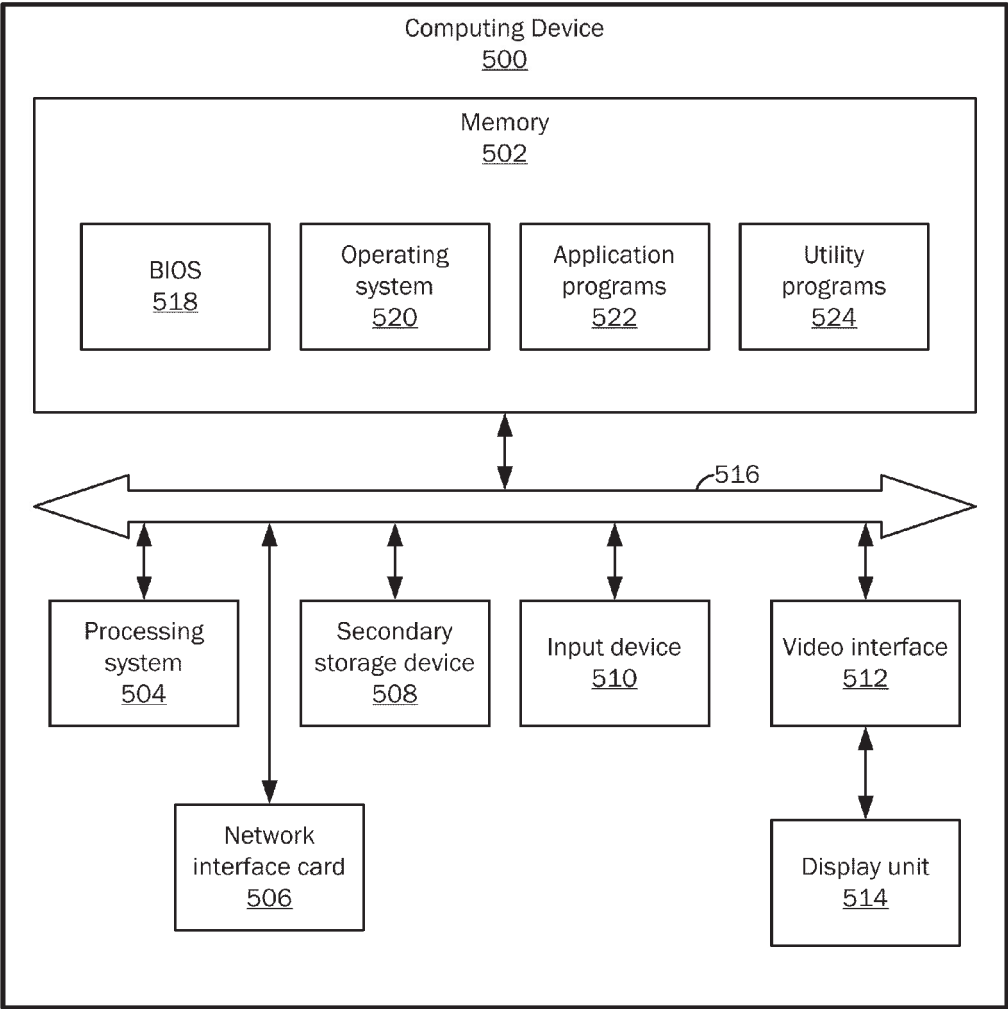 Computing Device
500
Memory
502
BIOS
518
Operating
system
520
Application
programs
522
Utility
programs
524
516
Processing
system
504
Secondary
storage device
508
Input device
510
Video interface
512
Network
interface card
506
Display unit
514